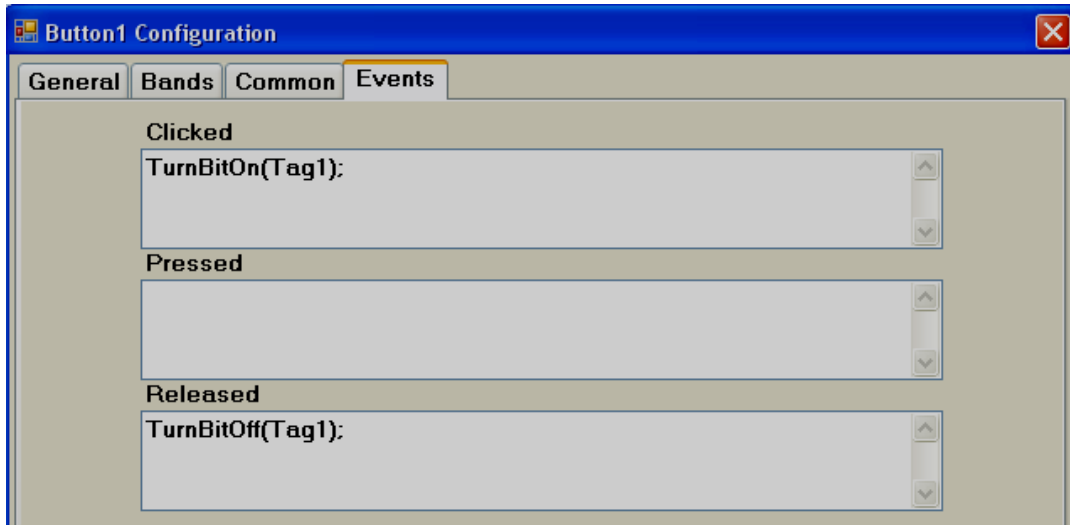 Button1 Configuration
General Bands Common Events
Clicked
TurnBitOn(Tag1);
Pressed
Released
TurnBitOff(Tag1);